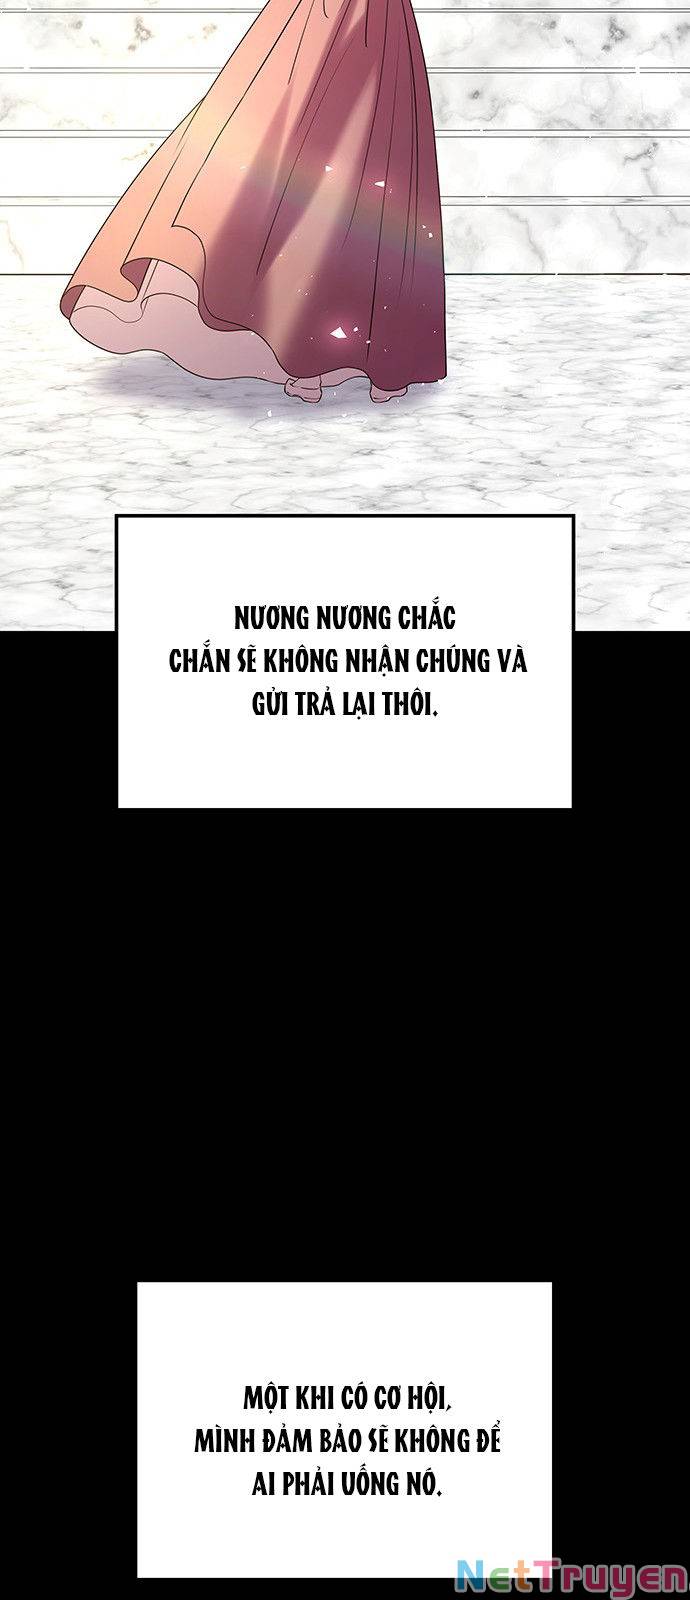 NƯƠNG NƯƠNG CHẮC
CHẮN SẼ KHÔNG NHẬN CHÚNG VÀ
GỬI TRẢ LẠI THÔI.
MỘT KHI CÓ CƠ HỘI,
MÌNH ĐẢM BẢO SẼ KHÔNG ĐỂ
AI PHẢI UỐNG NÓ.
NetTruyen